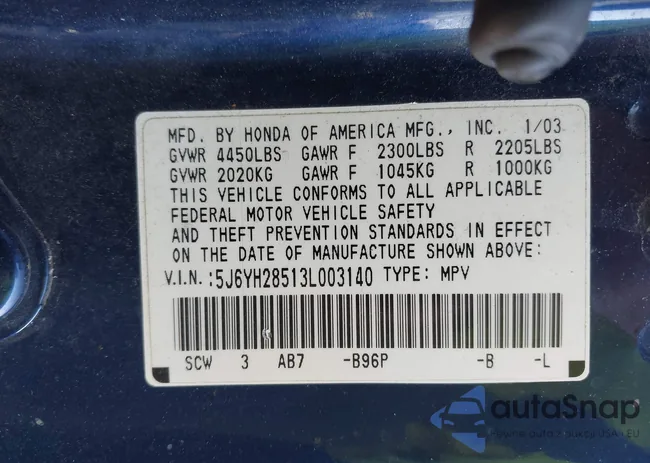 MFD. BY HONDA OF AMERICA MFG., INC. 1/03
GVWR 4450LBS GAWR F 2300LBS R 2205LBS
GVWR 2020KG GAWR F 1045KG R 1000KG
THIS VEHICLE CONFORMS TO ALL APPLICABLE
FEDERAL MOTOR VEHICLE SAFETY
AND THEFT PREVENTION STANDARDS IN EFFECT
ON THE DATE OF MANUFACTURE SHOWN ABOVE:
V.I.N.:5J6YH28513L003140 TYPE: MPV
SCW 3 AB7 -B96P -B -L
autoSnap
USA - EU